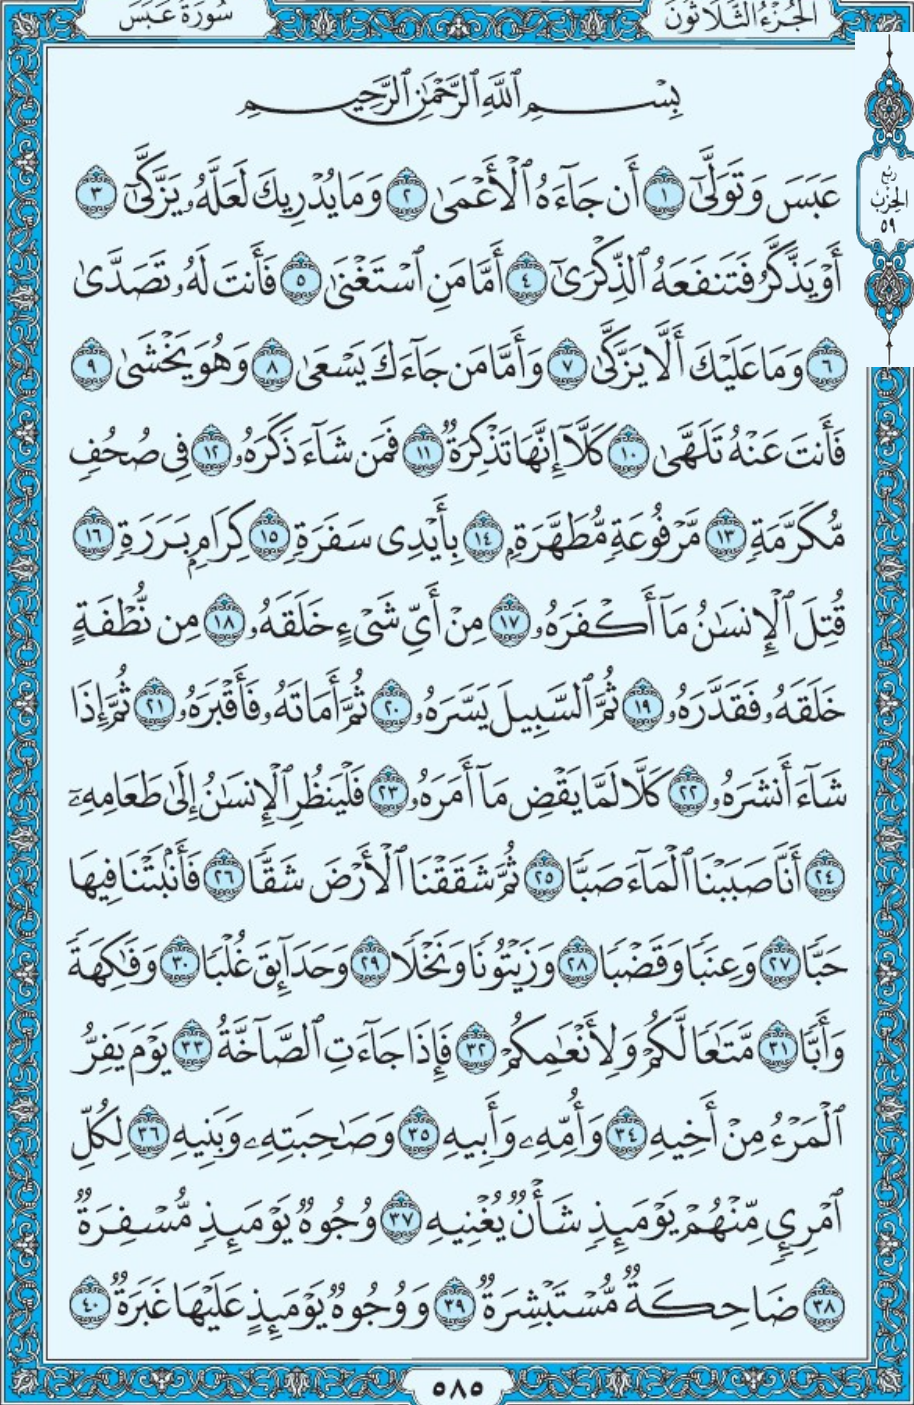 سُورَةُ عَبَسَ
الجُزْءُ الثَّلَاثُونَ
بِسْمِ ٱللَّهِ ٱلرَّحْمَٰنِ ٱلرَّحِيمِ
رُبْع
الحِزْب
٥٩
عَبَسَ وَتَوَلَّىٰٓ ١ أَن جَآءَهُ ٱلْأَعْمَىٰ ٢ وَمَا يُدْرِيكَ لَعَلَّهُۥ يَزَّكَّىٰٓ ٣
أَوْ يَذَّكَّرُ فَتَنفَعَهُ ٱلذِّكْرَىٰٓ ٤ أَمَّا مَنِ ٱسْتَغْنَىٰ ٥ فَأَنتَ لَهُۥ تَصَدَّىٰ
٦ وَمَا عَلَيْكَ أَلَّا يَزَّكَّىٰ ٧ وَأَمَّا مَن جَآءَكَ يَسْعَىٰ ٨ وَهُوَ يَخْشَىٰ ٩
فَأَنتَ عَنْهُ تَلَهَّىٰ ١٠ كَلَّآ إِنَّهَا تَذْكِرَةٌ ١١ فَمَن شَآءَ ذَكَرَهُۥ ١٢ فِى صُحُفٍ
مُّكَرَّمَةٍ ١٣ مَّرْفُوعَةٍ مُّطَهَّرَةٍۭ ١٤ بِأَيْدِى سَفَرَةٍ ١٥ كِرَامٍۭ بَرَرَةٍ ١٦
قُتِلَ ٱلْإِنسَٰنُ مَآ أَكْفَرَهُۥ ١٧ مِنْ أَىِّ شَىْءٍ خَلَقَهُۥ ١٨ مِن نُّطْفَةٍ
خَلَقَهُۥ فَقَدَّرَهُۥ ١٩ ثُمَّ ٱلسَّبِيلَ يَسَّرَهُۥ ٢٠ ثُمَّ أَمَاتَهُۥ فَأَقْبَرَهُۥ ٢١ ثُمَّ إِذَا
شَآءَ أَنشَرَهُۥ ٢٢ كَلَّا لَمَّا يَقْضِ مَآ أَمَرَهُۥ ٢٣ فَلْيَنظُرِ ٱلْإِنسَٰنُ إِلَىٰ طَعَامِهِۦٓ
٢٤ أَنَّا صَبَبْنَا ٱلْمَآءَ صَبًّا ٢٥ ثُمَّ شَقَقْنَا ٱلْأَرْضَ شَقًّا ٢٦ فَأَنۢبَتْنَا فِيهَا
حَبًّا ٢٧ وَعِنَبًا وَقَضْبًا ٢٨ وَزَيْتُونًا وَنَخْلًا ٢٩ وَحَدَآئِقَ غُلْبًا ٣٠ وَفَٰكِهَةً
وَأَبًّا ٣١ مَّتَٰعًا لَّكُمْ وَلِأَنْعَٰمِكُمْ ٣٢ فَإِذَا جَآءَتِ ٱلصَّآخَّةُ ٣٣ يَوْمَ يَفِرُّ
ٱلْمَرْءُ مِنْ أَخِيهِ ٣٤ وَأُمِّهِۦ وَأَبِيهِ ٣٥ وَصَٰحِبَتِهِۦ وَبَنِيهِ ٣٦ لِكُلِّ
ٱمْرِئٍ مِّنْهُمْ يَوْمَئِذٍ شَأْنٌ يُغْنِيهِ ٣٧ وُجُوهٌ يَوْمَئِذٍ مُّسْفِرَةٌ
٣٨ ضَاحِكَةٌ مُّسْتَبْشِرَةٌ ٣٩ وَوُجُوهٌ يَوْمَئِذٍ عَلَيْهَا غَبَرَةٌ ٤٠
٥٨٥